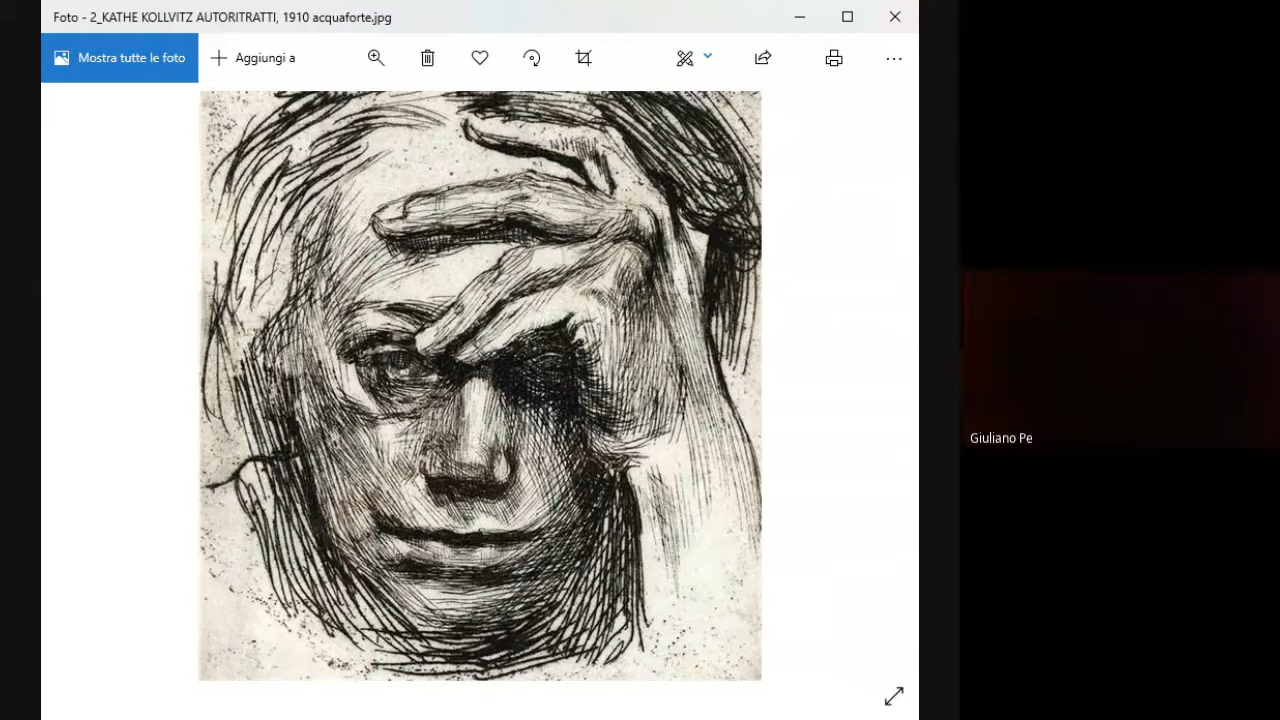 Foto - 2_KATHE KOLLVITZ AUTORITRATTI, 1910 acquaforte.jpg
Mostra tutte le foto
Aggiungi a
Giuliano Pe